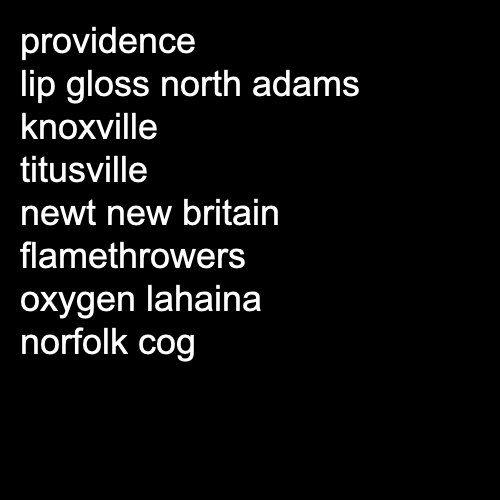 providence
lip gloss north adams
knoxville
titusville
newt new britain
flamethrowers
oxygen lahaina
norfolk cog